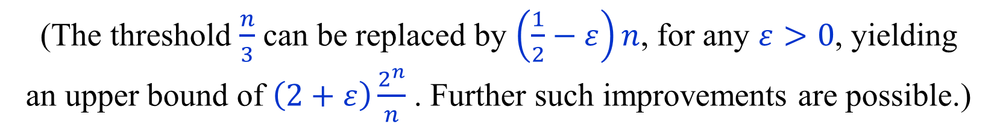 (The threshold n/3 can be replaced by (1/2 − ε) n, for any ε > 0, yielding
an upper bound of (2 + ε) 2ⁿ/n . Further such improvements are possible.)